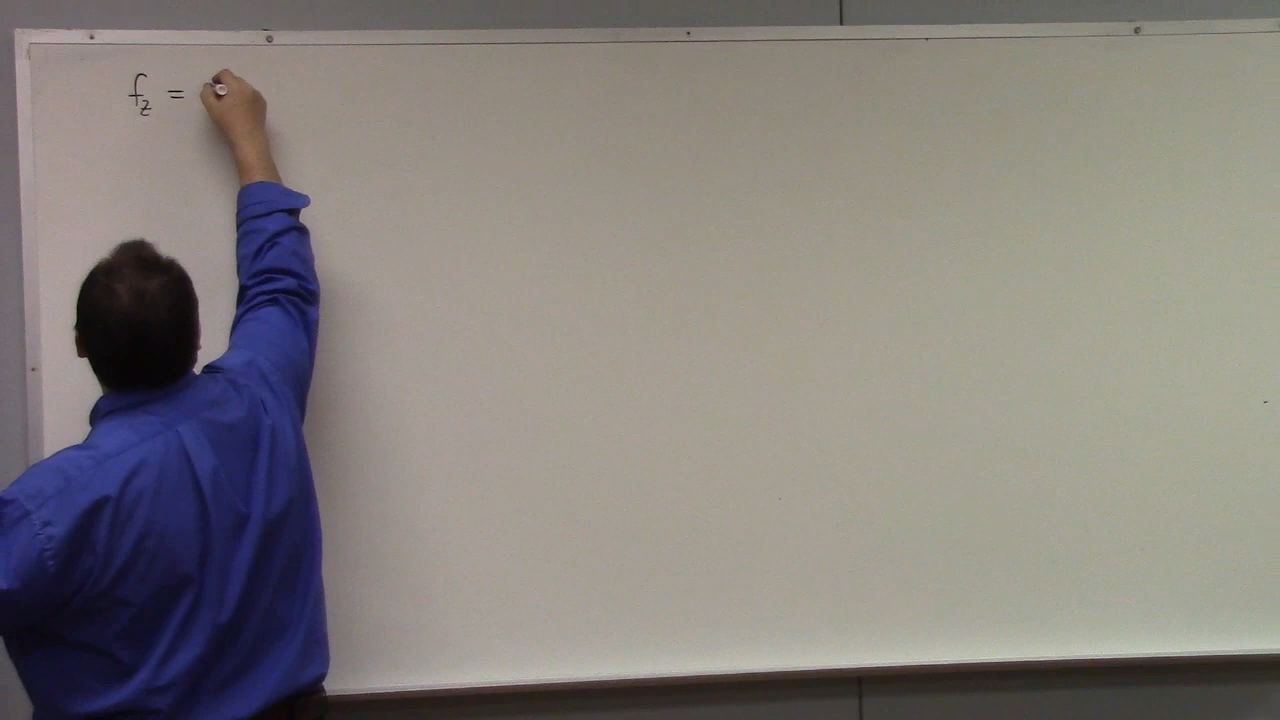 f_z =